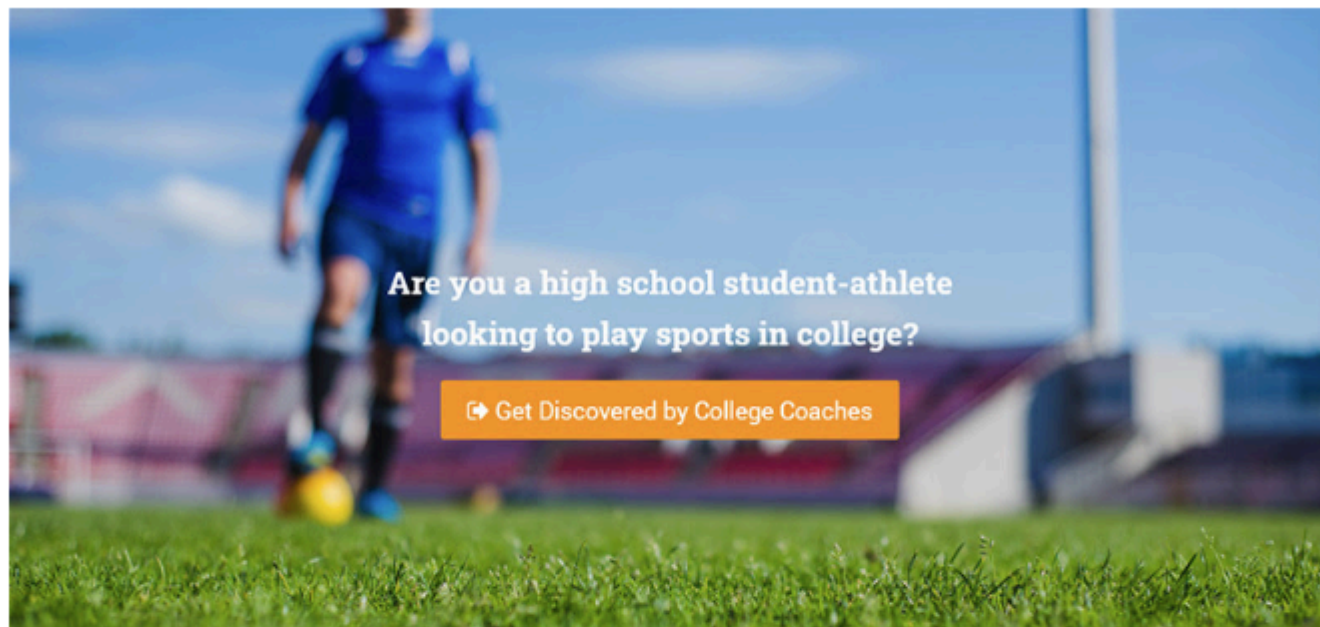 Are you a high school student-athlete
looking to play sports in college?
Get Discovered by College Coaches